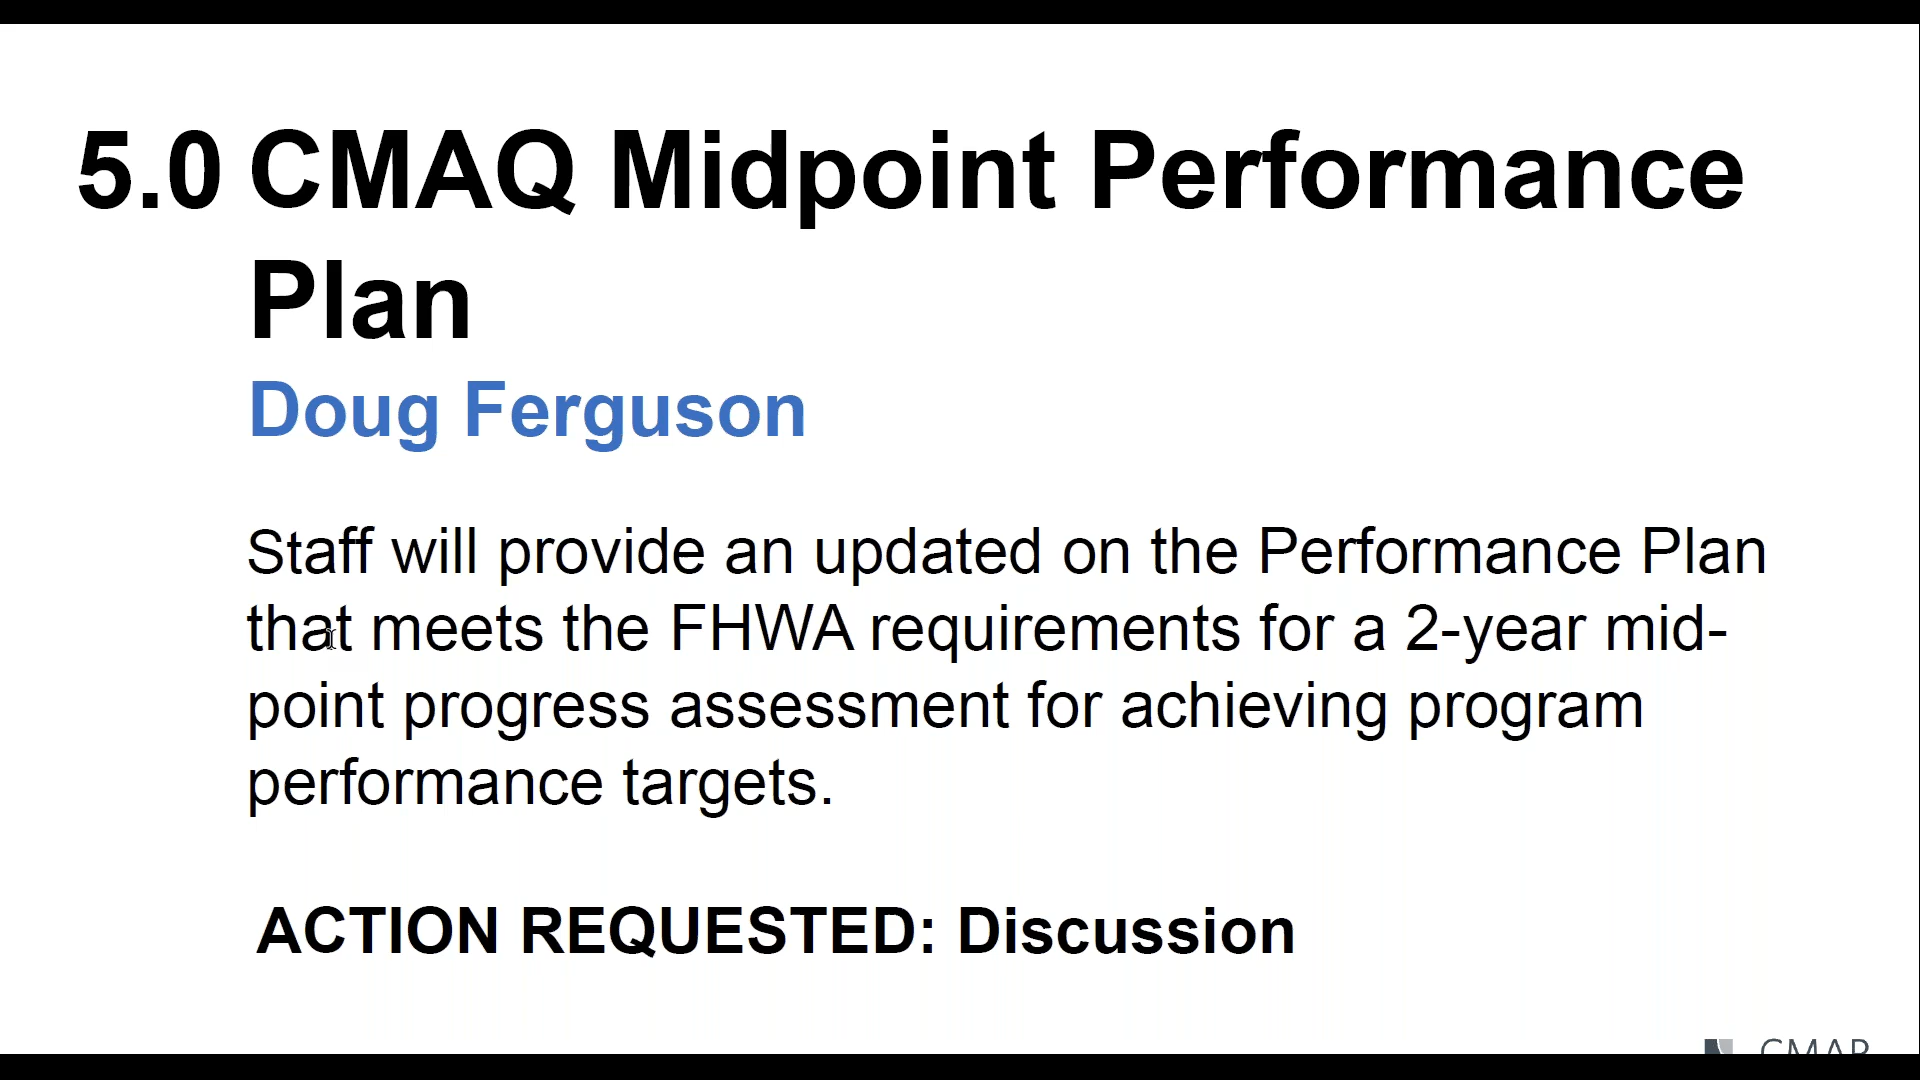 5.0 CMAQ Midpoint Performance
Plan
Doug Ferguson
Staff will provide an updated on the Performance Plan
that meets the FHWA requirements for a 2-year mid-
point progress assessment for achieving program
performance targets.
ACTION REQUESTED: Discussion
CMAP